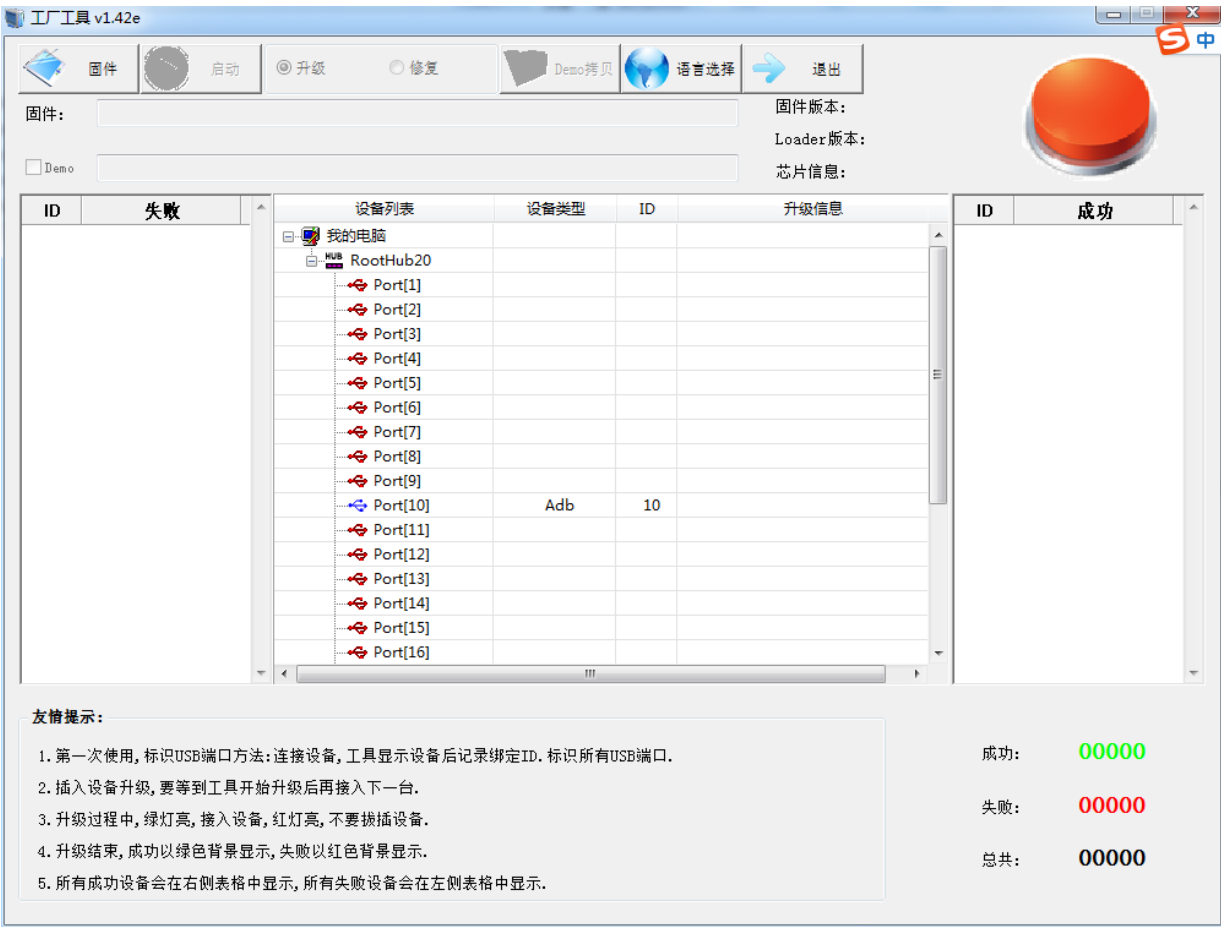 工厂工具 v1.42e
中
固件 启动 升级 修复 Demo拷贝 语言选择 退出
固件:
固件版本:
Loader版本:
Demo
芯片信息:
ID 失败
设备列表 设备类型 ID 升级信息
ID 成功
我的电脑
HUB RootHub20
Port[1]
Port[2]
Port[3]
Port[4]
Port[5]
Port[6]
Port[7]
Port[8]
Port[9]
Port[10] Adb 10
Port[11]
Port[12]
Port[13]
Port[14]
Port[15]
Port[16]
友情提示:
1.第一次使用,标识USB端口方法:连接设备,工具显示设备后记录绑定ID.标识所有USB端口.
2.插入设备升级,要等到工具开始升级后再接入下一台.
3.升级过程中,绿灯亮,接入设备,红灯亮,不要拔插设备.
4.升级结束,成功以绿色背景显示,失败以红色背景显示.
5.所有成功设备会在右侧表格中显示,所有失败设备会在左侧表格中显示.
成功: 00000
失败: 00000
总共: 00000